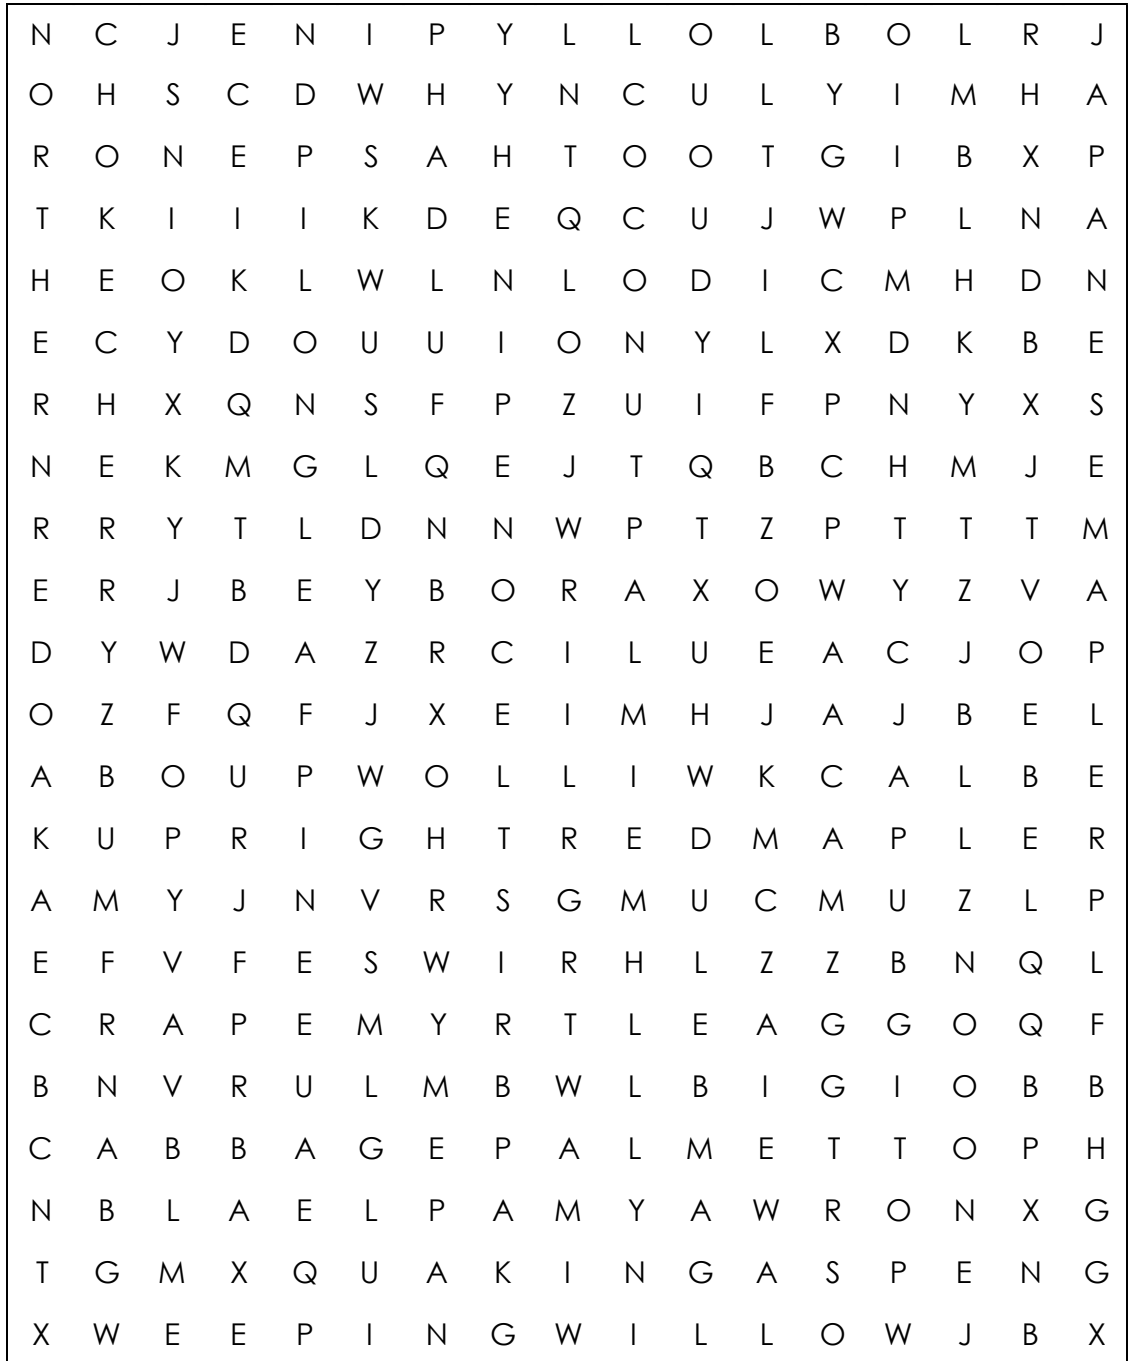 N C J E N I P Y L L O L B O L R J
O H S C D W H Y N C U L Y I M H A
R O N E P S A H T O O T G I B X P
T K I I I K D E Q C U J W P L N A
H E O K L W L N L O D I C M H D N
E C Y D O U U I O N Y L X D K B E
R H X Q N S F P Z U I F P N Y X S
N E K M G L Q E J T Q B C H M J E
R R Y T L D N N W P T Z P T T T M
E R J B E Y B O R A X O W Y Z V A
D Y W D A Z R C I L U E A C J O P
O Z F Q F J X E I M H J A J B E L
A B O U P W O L L I W K C A L B E
K U P R I G H T R E D M A P L E R
A M Y J N V R S G M U C M U Z L P
E F V F E S W I R H L Z Z B N Q L
C R A P E M Y R T L E A G G O Q F
B N V R U L M B W L B I G I O B B
C A B B A G E P A L M E T T O P H
N B L A E L P A M Y A W R O N X G
T G M X Q U A K I N G A S P E N G
X W E E P I N G W I L L O W J B X